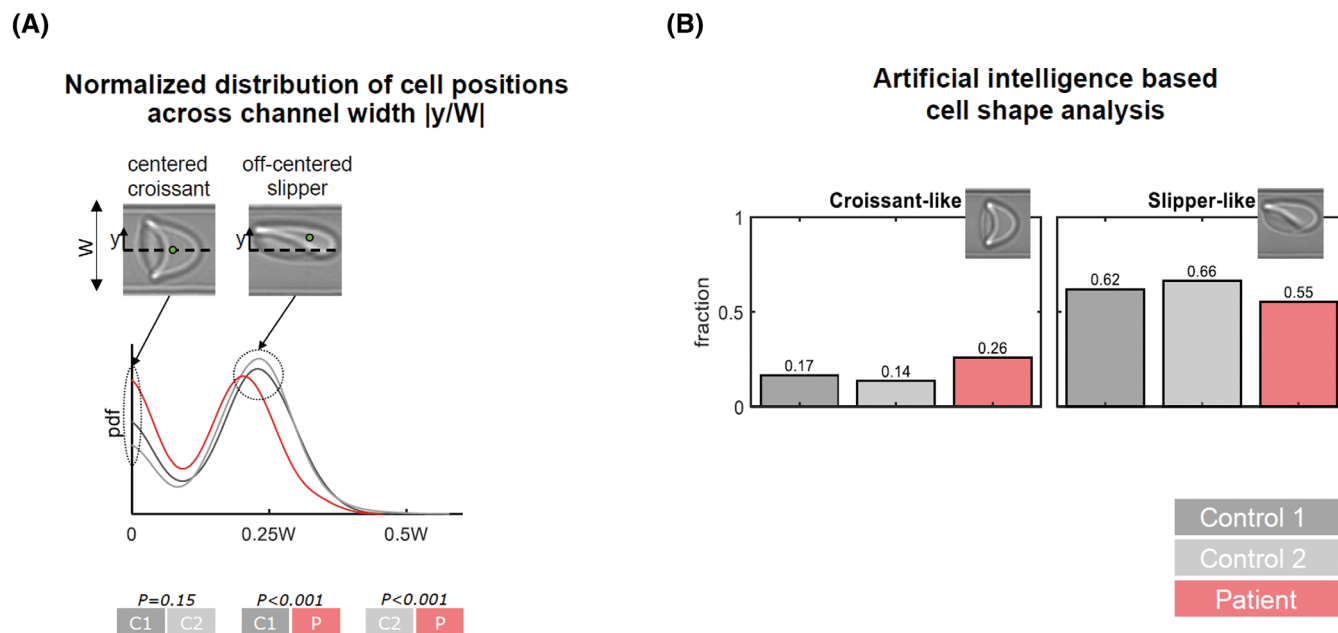 (A)
Normalized distribution of cell positions
across channel width |y/W|
centered
croissant
off-centered
slipper
W
y
y
pdf
0
0.25W
0.5W
P=0.15
P<0.001
P<0.001
C1 C2
C1 P
C2 P
(B)
Artificial intelligence based
cell shape analysis
Croissant-like
Slipper-like
fraction
1
0.5
0
0.17
0.14
0.26
0.62
0.66
0.55
Control 1
Control 2
Patient